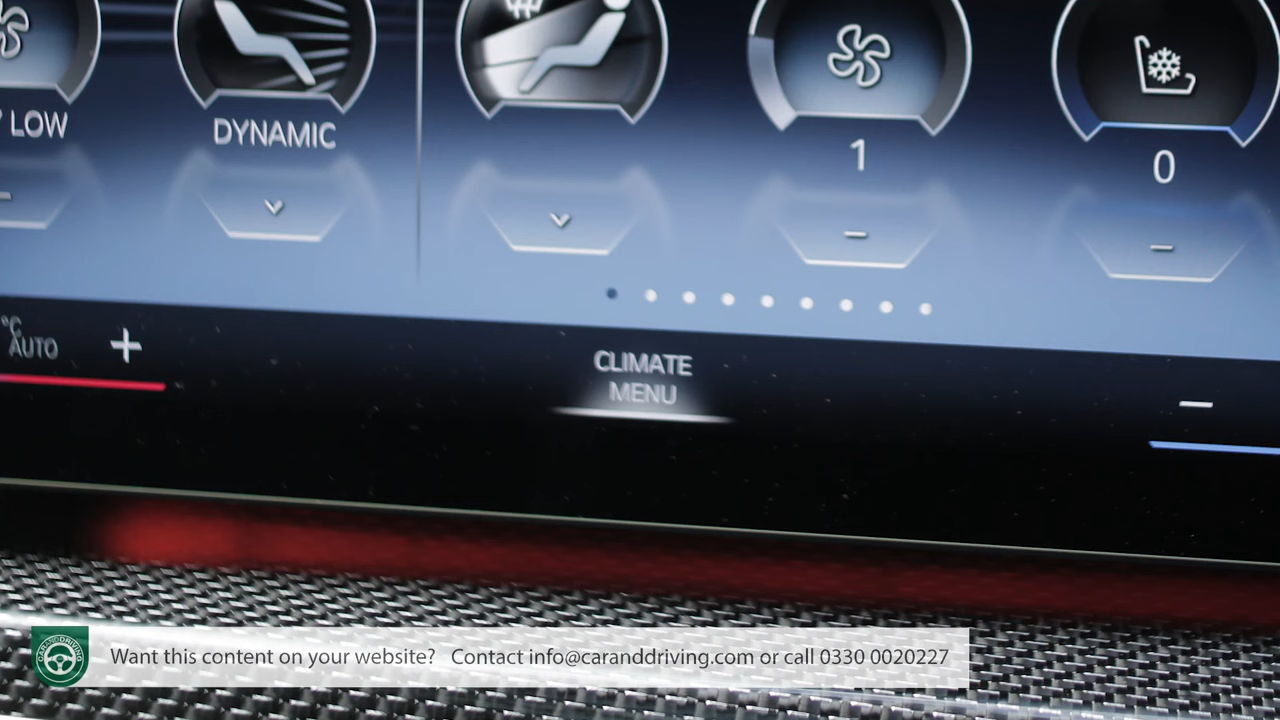 LOW
DYNAMIC
1
0
°C
AUTO
+
CLIMATE
MENU
CARANDDRIVING
Want this content on your website? Contact info@caranddriving.com or call 0330 0020227